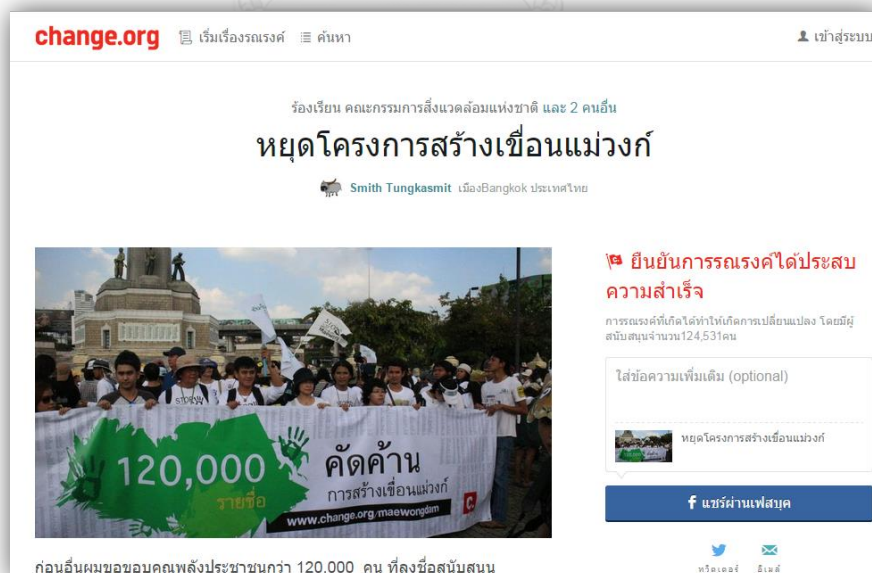 change.org เริ่มเรื่องรณรงค์ ค้นหา เข้าสู่ระบบ
ร้องเรียน คณะกรรมการสิ่งแวดล้อมแห่งชาติ และ 2 คนอื่น
หยุดโครงการสร้างเขื่อนแม่วงก์
Smith Tungkasmit เมืองBangkok ประเทศไทย
120,000
รายชื่อ
คัดค้าน
การสร้างเขื่อนแม่วงก์
www.change.org/maewongdam
ก่อนอื่นผมขอขอบคุณพลังประชาชนกว่า 120,000 คน ที่ลงชื่อสนับสนุน
ยืนยันการรณรงค์ได้ประสบ
ความสำเร็จ
การรณรงค์ที่เกิดได้ทำให้เกิดการเปลี่ยนแปลง โดยมีผู้
สนับสนุนจำนวน124,531คน
ใส่ข้อความเพิ่มเติม (optional)
หยุดโครงการสร้างเขื่อนแม่วงก์
f แชร์ผ่านเฟสบุค
ทวิตเตอร์ อีเมล์